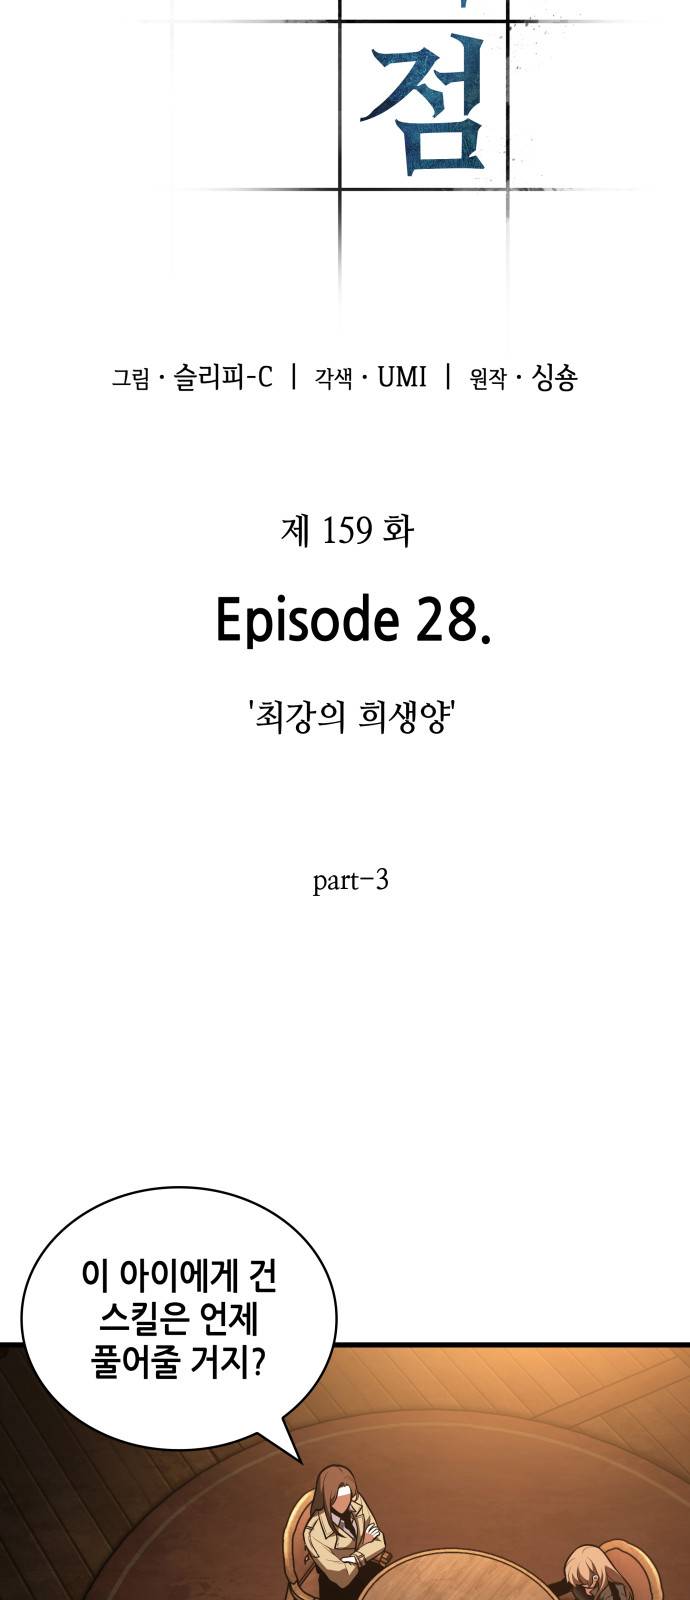 점
그림 · 슬리피-C | 각색 · UMI | 원작 · 싱숑
제 159 화
Episode 28.
'최강의 희생양'
part-3
이 아이에게 건
스킬은 언제
풀어줄 거지?